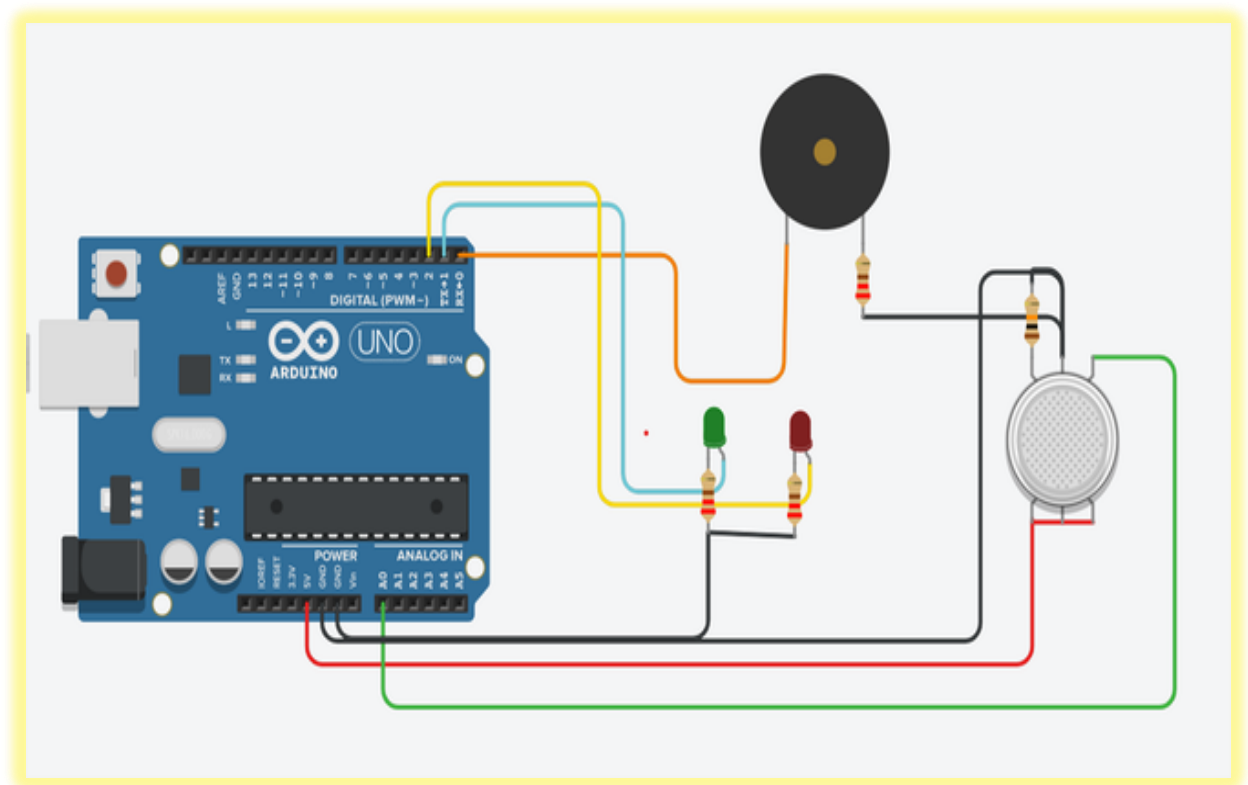 AREF
GND
13
12
~11
~10
~9
8
7
~6
~5
4
~3
2
TX→1
RX←0
DIGITAL (PWM~)
L
TX
RX
UNO
ON
ARDUINO
POWER
ANALOG IN
IOREF
RESET
3.3V
5V
GND
GND
Vin
A0
A1
A2
A3
A4
A5